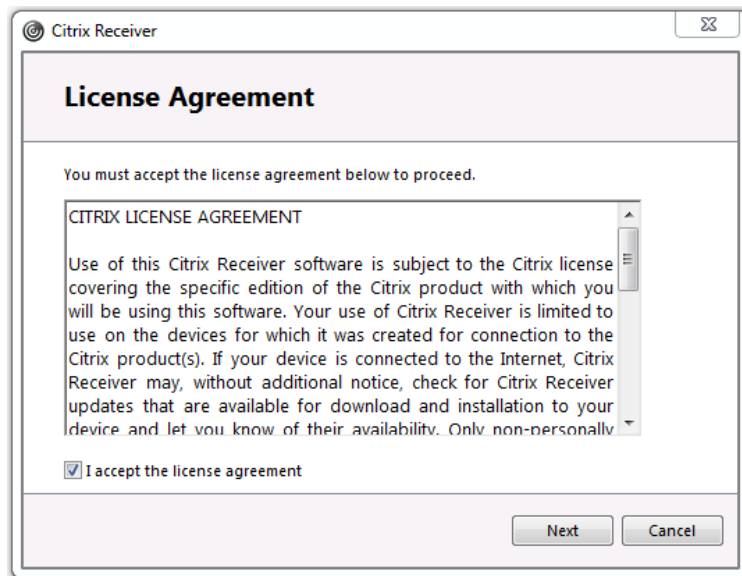 Citrix Receiver
License Agreement
You must accept the license agreement below to proceed.
CITRIX LICENSE AGREEMENT
Use of this Citrix Receiver software is subject to the Citrix license
covering the specific edition of the Citrix product with which you
will be using this software. Your use of Citrix Receiver is limited to
use on the devices for which it was created for connection to the
Citrix product(s). If your device is connected to the Internet, Citrix
Receiver may, without additional notice, check for Citrix Receiver
updates that are available for download and installation to your
device and let you know of their availability. Only non-personally
I accept the license agreement
Next Cancel